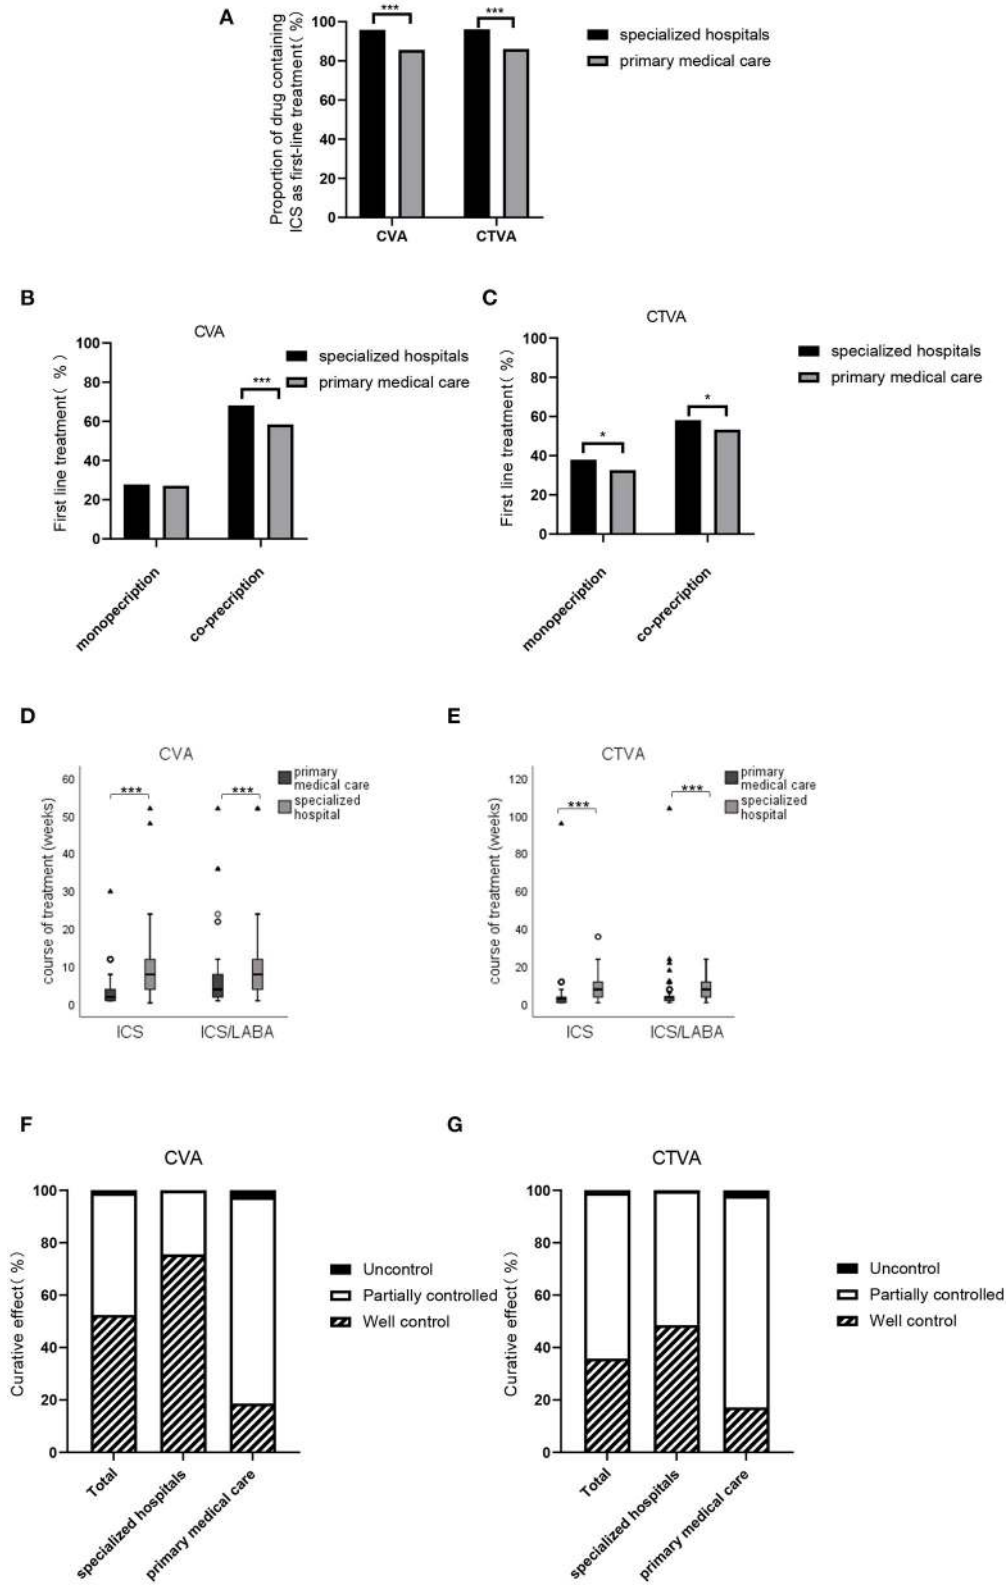 A
Proportion of drug containing
ICS as first-line treatment( %)
100
80
60
40
20
0
***
***
CVA
CTVA
specialized hospitals
primary medical care
B
CVA
First line treatment( %)
100
80
60
40
20
0
***
specialized hospitals
primary medical care
monopecription
co-precription
C
CTVA
First line treatment( %)
100
80
60
40
20
0
*
*
specialized hospitals
primary medical care
monopecription
co-precription
D
CVA
course of treatment (weeks)
60
50
40
30
20
10
0
***
***
primary
medical care
specialized
hospital
ICS
ICS/LABA
E
CTVA
course of treatment (weeks)
120
100
80
60
40
20
0
***
***
primary
medical care
specialized
hospital
ICS
ICS/LABA
F
CVA
Curative effect( %)
100
80
60
40
20
0
Uncontrol
Partially controlled
Well control
Total
specialized hospitals
primary medical care
G
CTVA
Curative effect( %)
100
80
60
40
20
0
Uncontrol
Partially controlled
Well control
Total
specialized hospitals
primary medical care